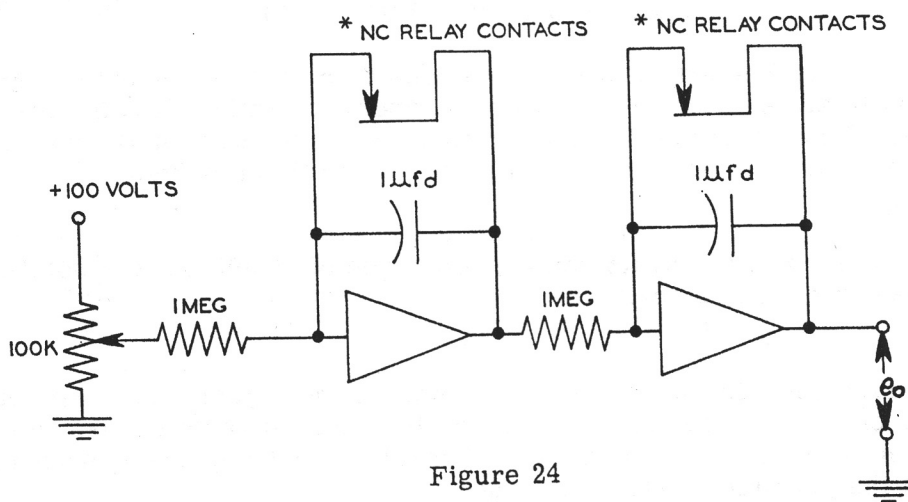 * NC RELAY CONTACTS
* NC RELAY CONTACTS
1µfd
1µfd
+100 VOLTS
1MEG
1MEG
100K
eo
Figure 24